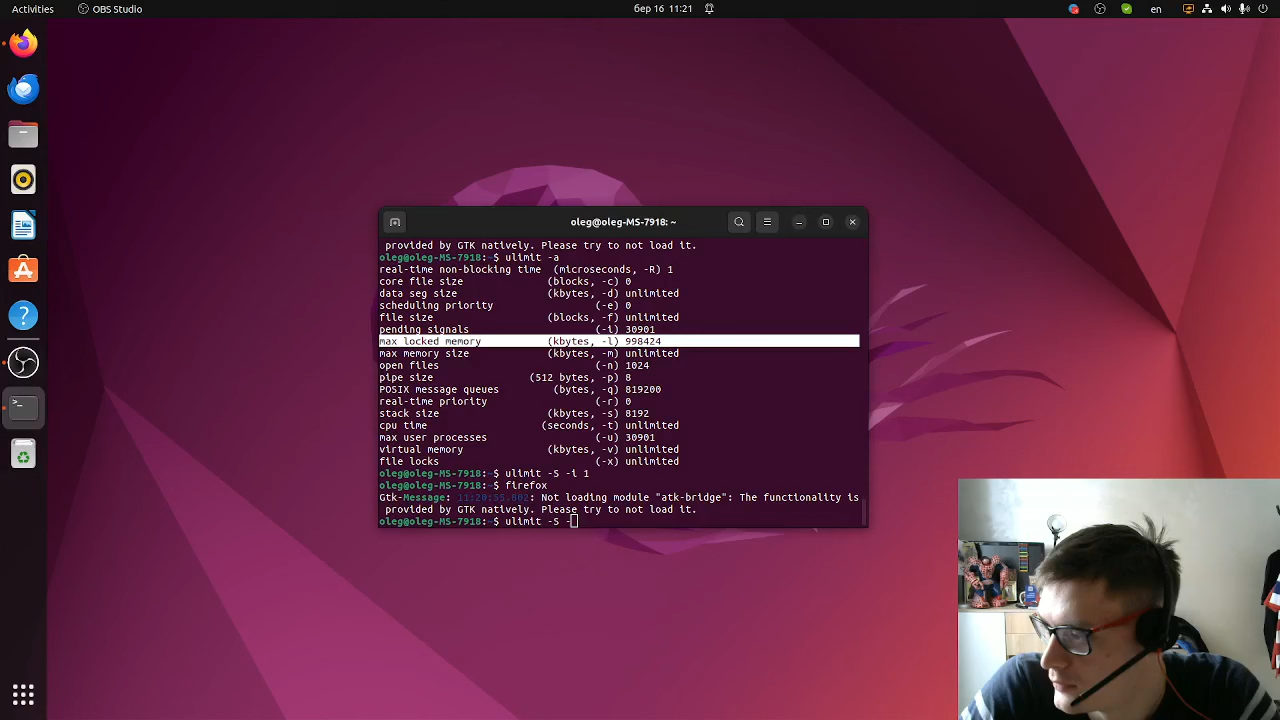 Activities
OBS Studio
бер 16 11:21
en
oleg@oleg-MS-7918: ~
provided by GTK natively. Please try to not load it.
oleg@oleg-MS-7918:~$ ulimit -a
real-time non-blocking time (microseconds, -R) 1
core file size (blocks, -c) 0
data seg size (kbytes, -d) unlimited
scheduling priority (-e) 0
file size (blocks, -f) unlimited
pending signals (-i) 30901
max locked memory (kbytes, -l) 998424
max memory size (kbytes, -m) unlimited
open files (-n) 1024
pipe size (512 bytes, -p) 8
POSIX message queues (bytes, -q) 819200
real-time priority (-r) 0
stack size (kbytes, -s) 8192
cpu time (seconds, -t) unlimited
max user processes (-u) 30901
virtual memory (kbytes, -v) unlimited
file locks (-x) unlimited
oleg@oleg-MS-7918:~$ ulimit -S -i 1
oleg@oleg-MS-7918:~$ firefox
Gtk-Message: 11:20:55.802: Not loading module "atk-bridge": The functionality is
provided by GTK natively. Please try to not load it.
oleg@oleg-MS-7918:~$ ulimit -S -